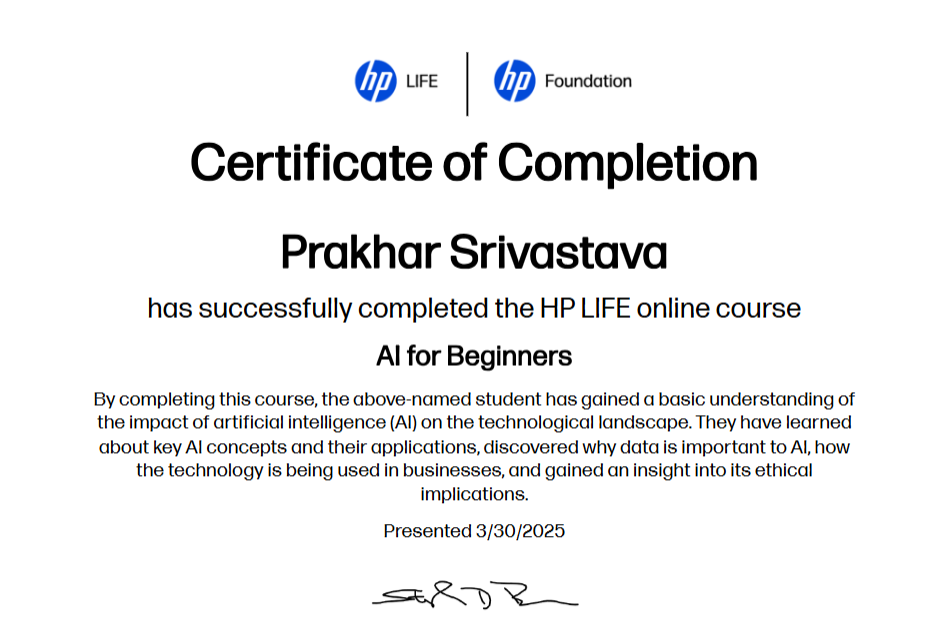 hp LIFE hp Foundation
Certificate of Completion
Prakhar Srivastava
has successfully completed the HP LIFE online course
AI for Beginners
By completing this course, the above-named student has gained a basic understanding of
the impact of artificial intelligence (AI) on the technological landscape. They have learned
about key AI concepts and their applications, discovered why data is important to AI, how
the technology is being used in businesses, and gained an insight into its ethical
implications.
Presented 3/30/2025